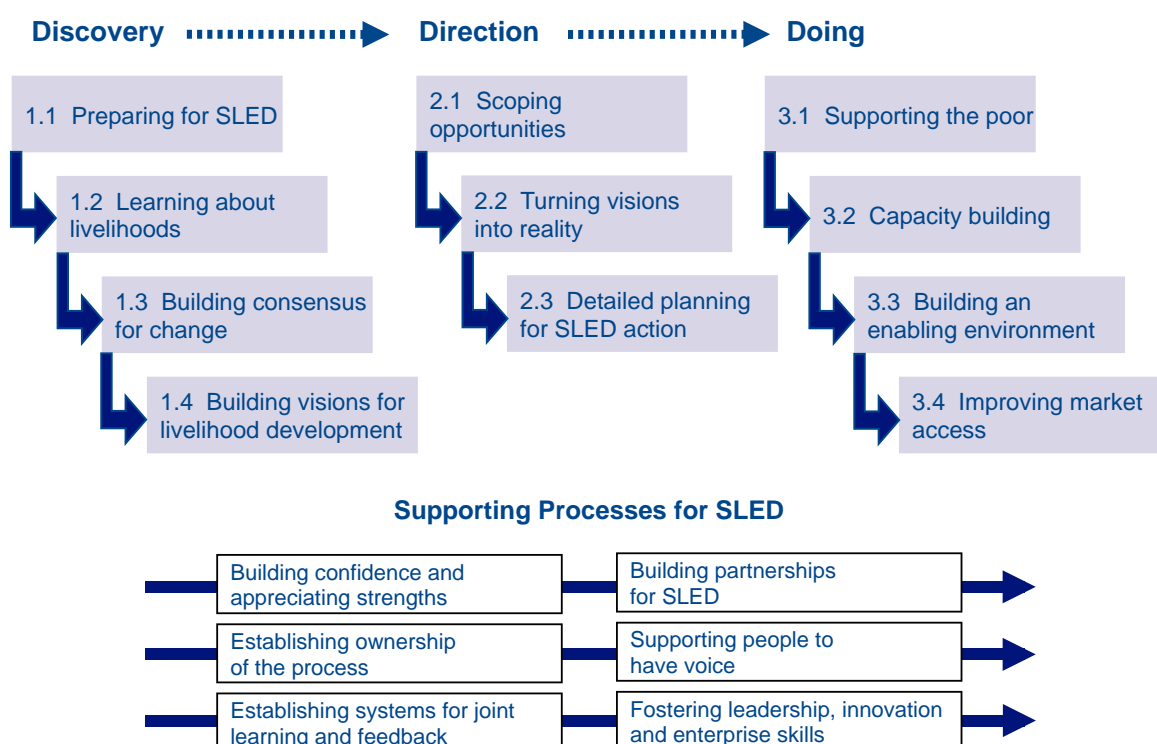 Discovery
Direction
Doing
1.1 Preparing for SLED
1.2 Learning about
livelihoods
1.3 Building consensus
for change
1.4 Building visions for
livelihood development
2.1 Scoping
opportunities
2.2 Turning visions
into reality
2.3 Detailed planning
for SLED action
3.1 Supporting the poor
3.2 Capacity building
3.3 Building an
enabling environment
3.4 Improving market
access
Supporting Processes for SLED
Building confidence and
appreciating strengths
Building partnerships
for SLED
Establishing ownership
of the process
Supporting people to
have voice
Establishing systems for joint
learning and feedback
Fostering leadership, innovation
and enterprise skills